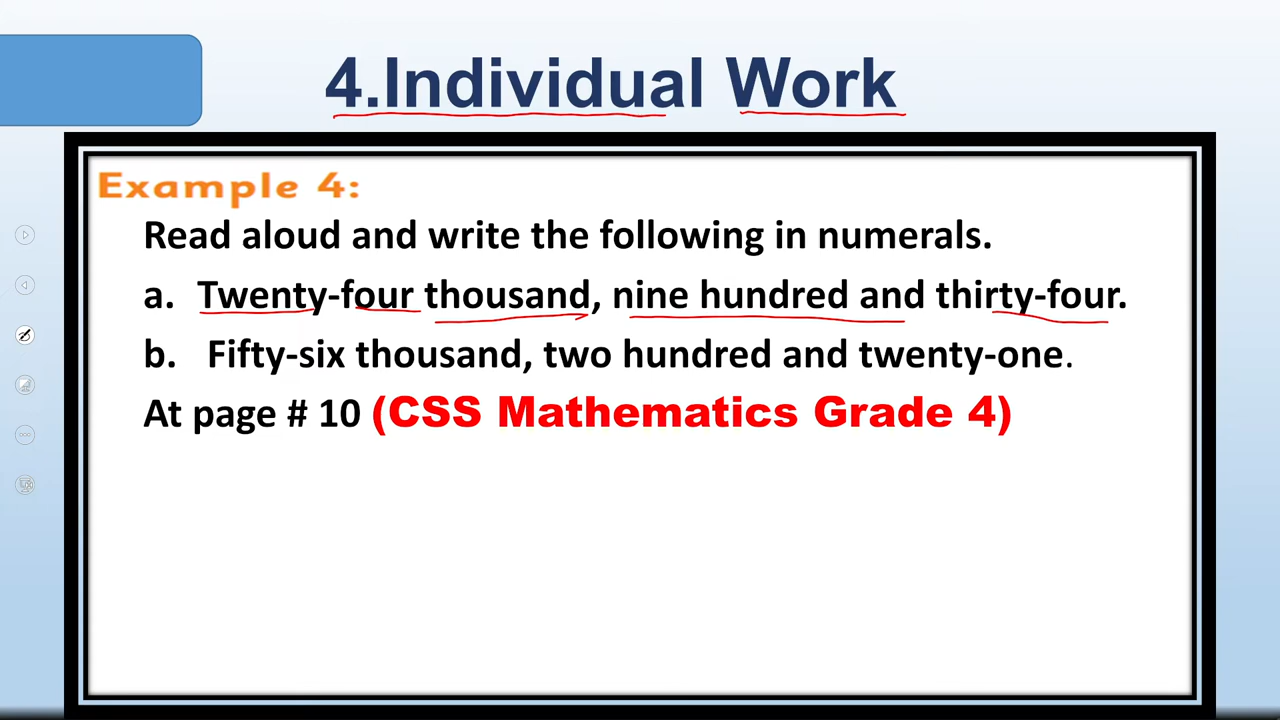 4.Individual Work
Example 4:
Read aloud and write the following in numerals.
a. Twenty-four thousand, nine hundred and thirty-four.
b. Fifty-six thousand, two hundred and twenty-one.
At page # 10 (CSS Mathematics Grade 4)